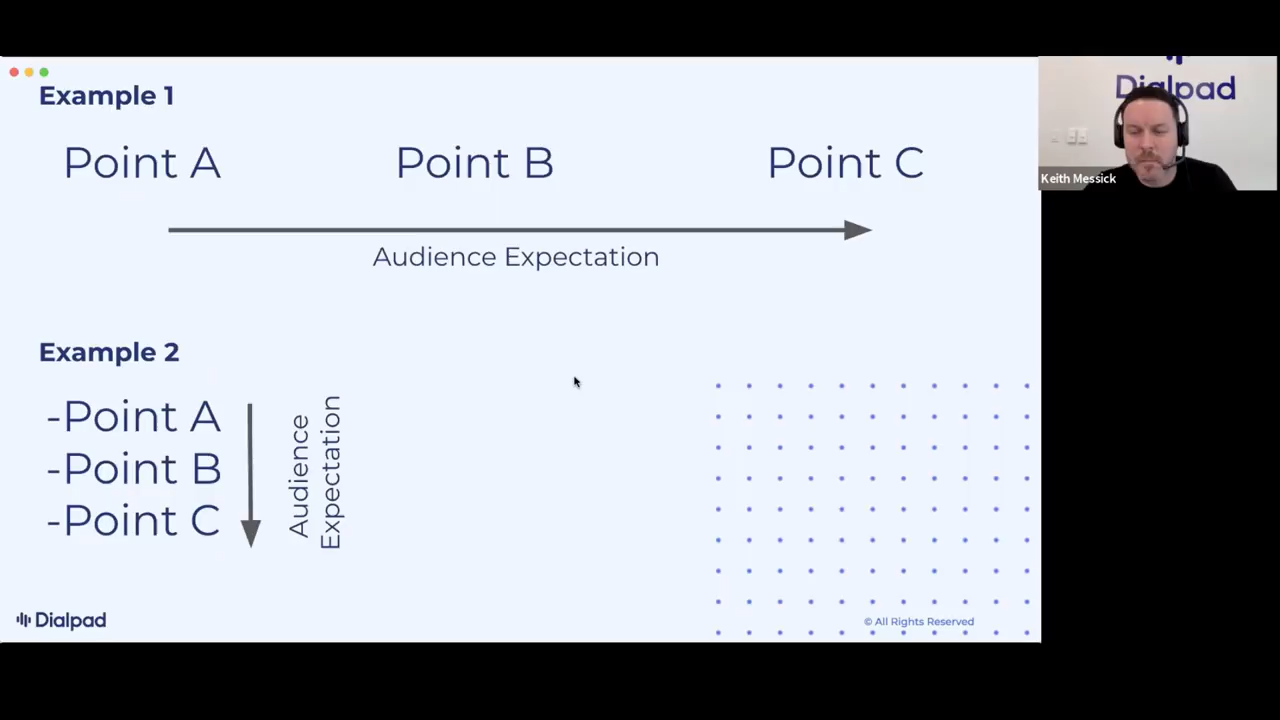 Example 1
Point A
Point B
Point C
Audience Expectation
Example 2
-Point A
-Point B
-Point C
Audience
Expectation
Dialpad
© All Rights Reserved
Dialpad
Keith Messick